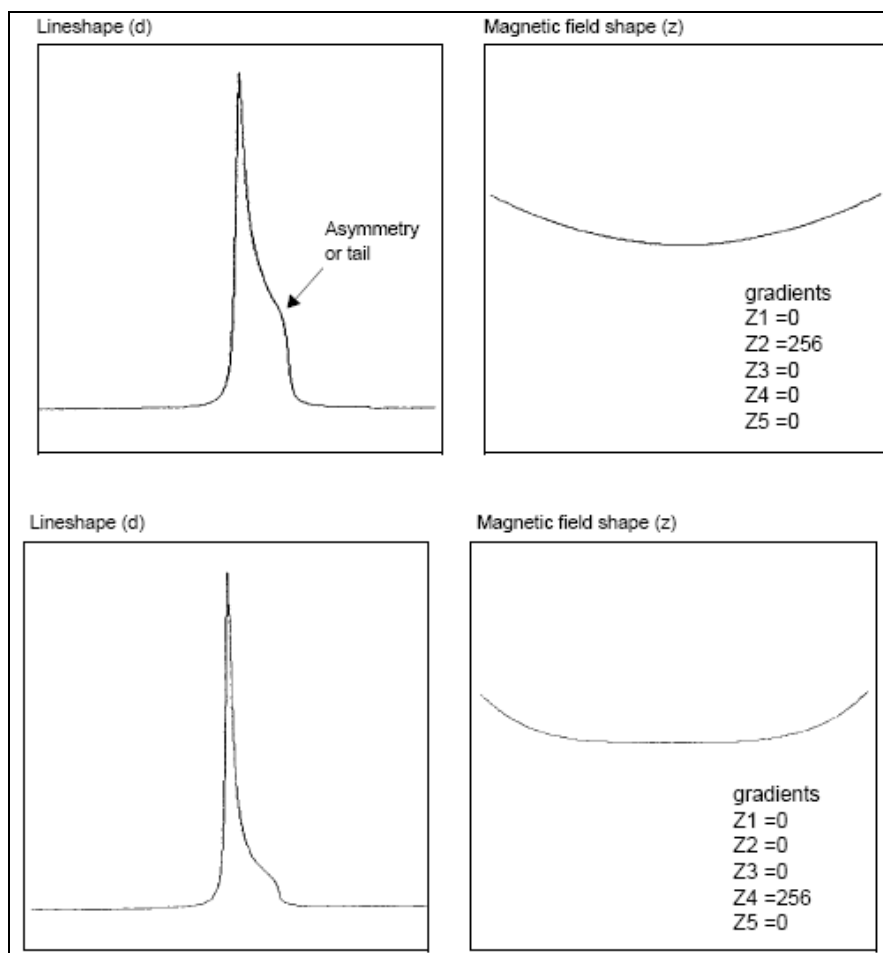 Lineshape (d)
Magnetic field shape (z)
Asymmetry
or tail
gradients
Z1 =0
Z2 =256
Z3 =0
Z4 =0
Z5 =0
Lineshape (d)
Magnetic field shape (z)
gradients
Z1 =0
Z2 =0
Z3 =0
Z4 =256
Z5 =0